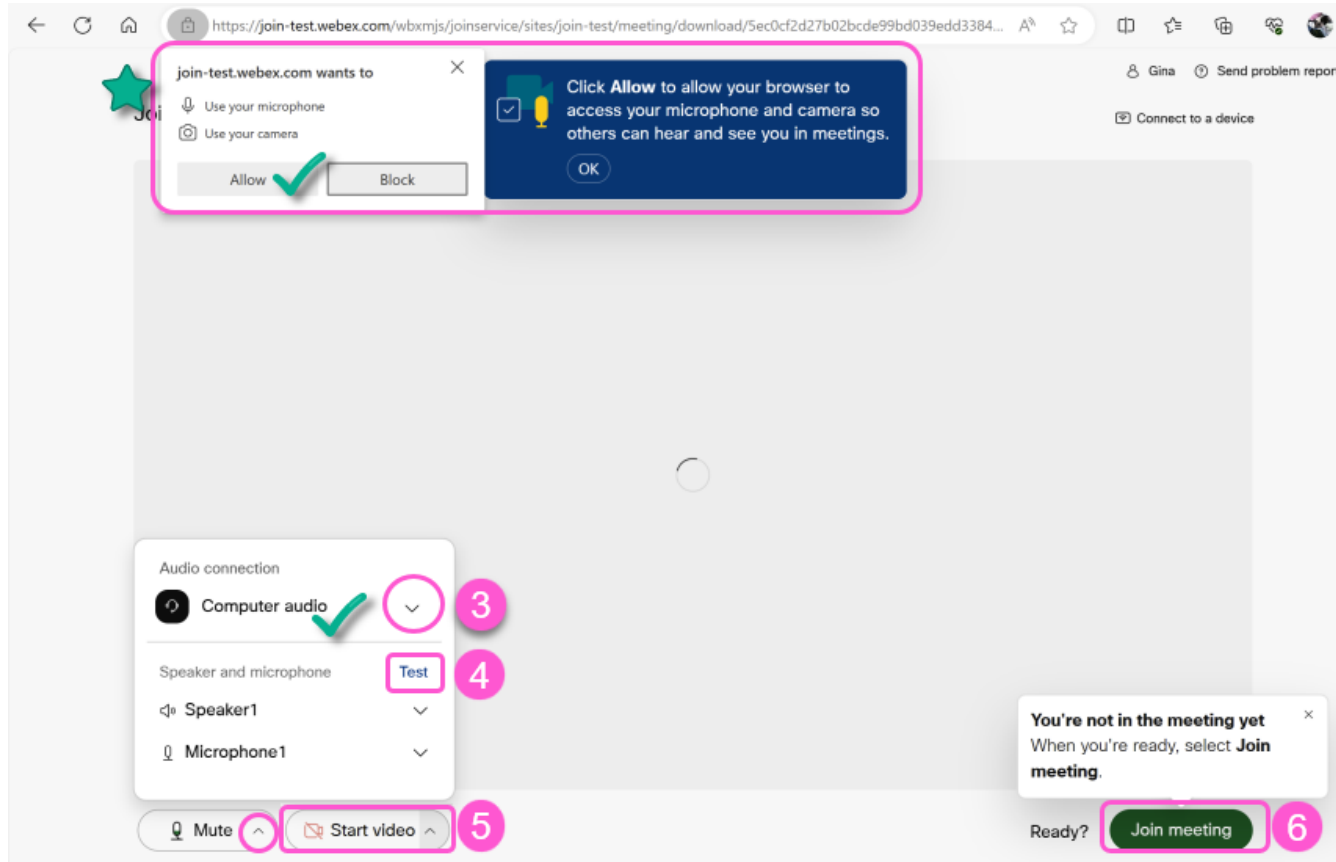 https://join-test.webex.com/wbxmjs/joinservice/sites/join-test/meeting/download/5ec0cf2d27b02bcde99bd039edd3384...
join-test.webex.com wants to
Use your microphone
Use your camera
Allow
Block
Click Allow to allow your browser to
access your microphone and camera so
others can hear and see you in meetings.
OK
Gina
Send problem repor
Connect to a device
Joi
Audio connection
Computer audio
3
Speaker and microphone
Test
4
Speaker1
Microphone1
Mute
Start video
5
You're not in the meeting yet
When you're ready, select Join
meeting.
Ready?
Join meeting
6